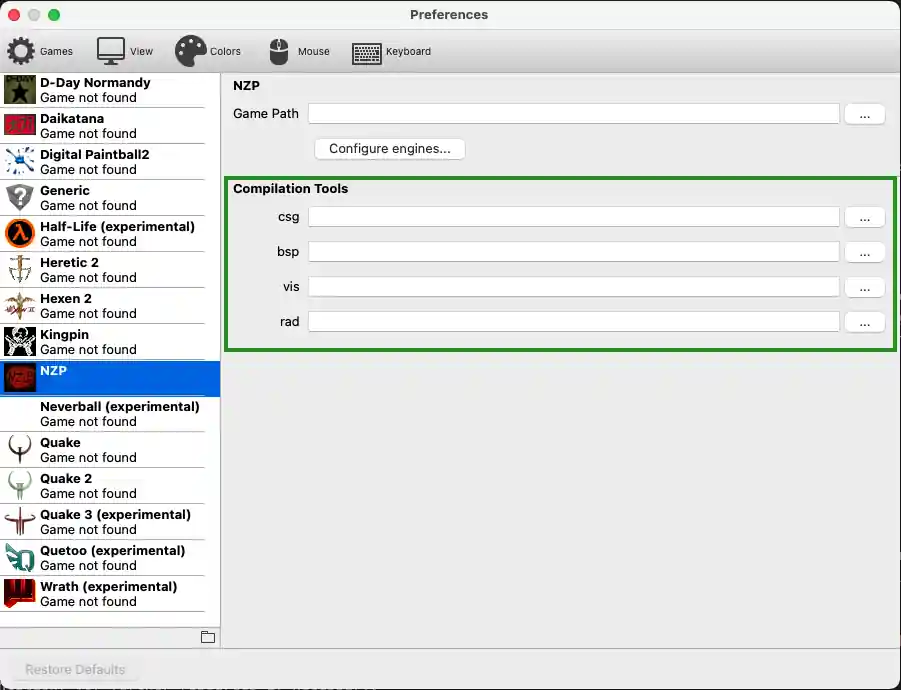 Preferences
Games
View
Colors
Mouse
Keyboard
D-Day Normandy
Game not found
Daikatana
Game not found
Digital Paintball2
Game not found
Generic
Game not found
Half-Life (experimental)
Game not found
Heretic 2
Game not found
Hexen 2
Game not found
Kingpin
Game not found
NZP
Neverball (experimental)
Game not found
Quake
Game not found
Quake 2
Game not found
Quake 3 (experimental)
Game not found
Quetoo (experimental)
Game not found
Wrath (experimental)
Game not found
NZP
Game Path
...
Configure engines...
Compilation Tools
csg
...
bsp
...
vis
...
rad
...
Restore Defaults